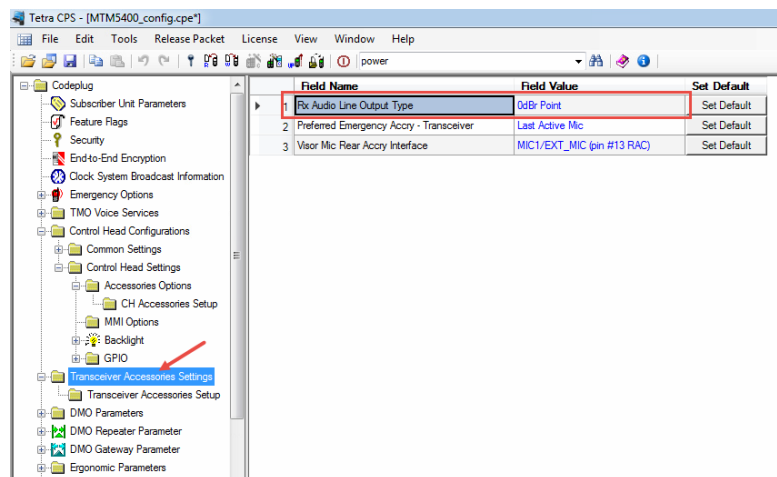 Tetra CPS - [MTM5400_config.cpe*]
File Edit Tools Release Packet License View Window Help
power
Codeplug
Subscriber Unit Parameters
Feature Flags
Security
End-to-End Encryption
Clock System Broadcast Information
Emergency Options
TMO Voice Services
Control Head Configurations
Common Settings
Control Head Settings
Accessories Options
CH Accessories Setup
MMI Options
Backlight
GPIO
Transceiver Accessories Settings
Transceiver Accessories Setup
DMO Parameters
DMO Repeater Parameter
DMO Gateway Parameter
Ergonomic Parameters
Field Name Field Value Set Default
1 Rx Audio Line Output Type 0dBr Point Set Default
2 Preferred Emergency Accry - Transceiver Last Active Mic Set Default
3 Visor Mic Rear Accry Interface MIC1/EXT_MIC (pin #13 RAC) Set Default